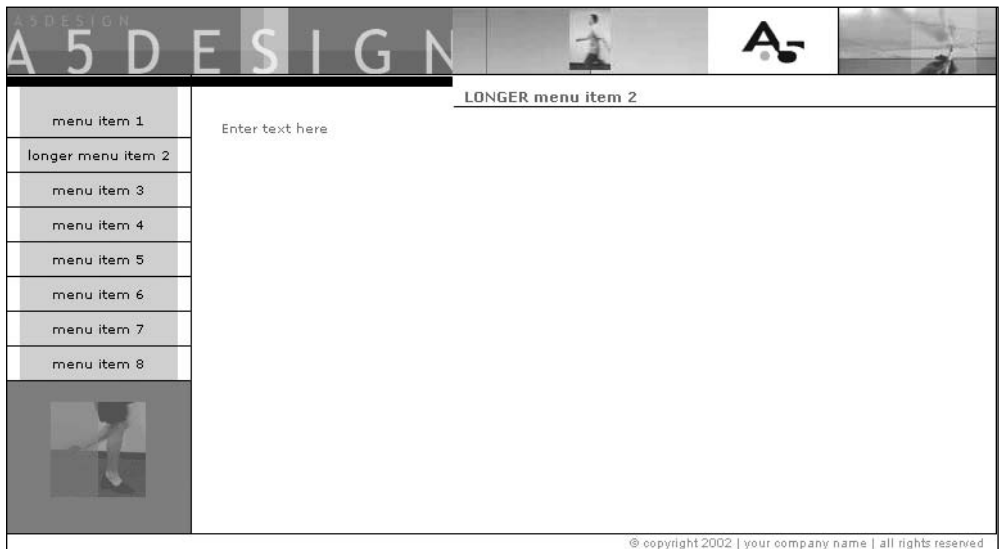 A5DESIGN
A5DESIGN
A5
LONGER menu item 2
menu item 1
Enter text here
longer menu item 2
menu item 3
menu item 4
menu item 5
menu item 6
menu item 7
menu item 8
© copyright 2002 | your company name | all rights reserved